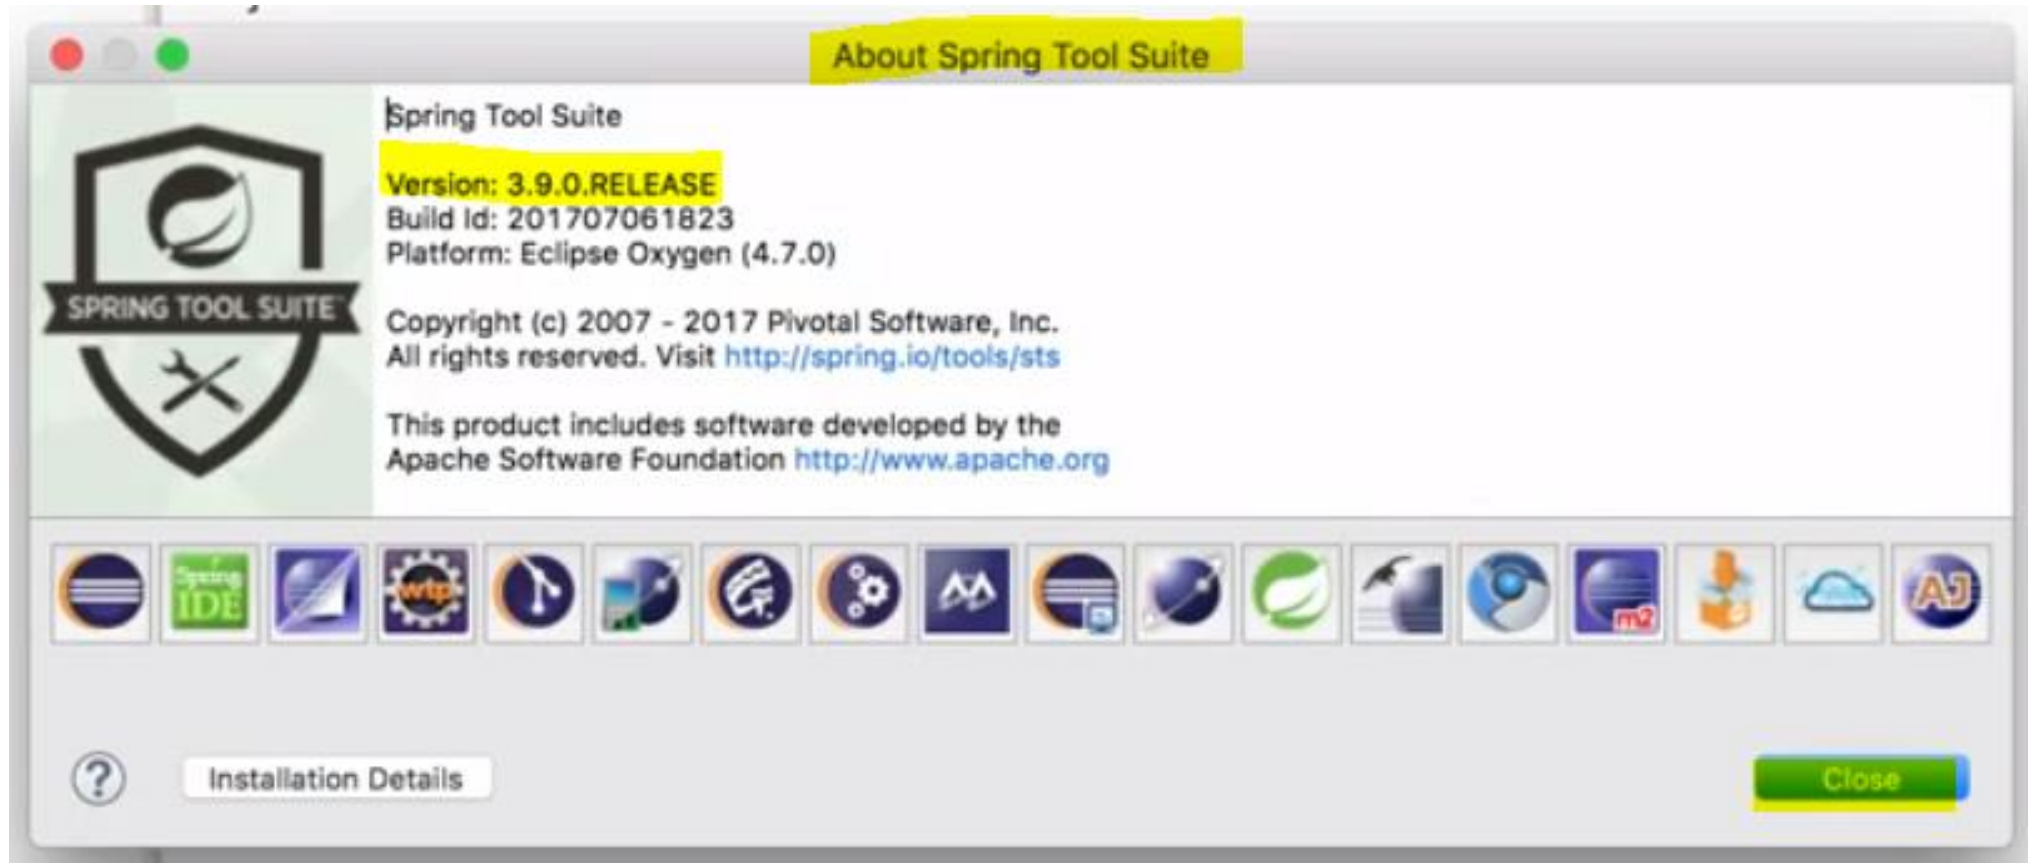 About Spring Tool Suite
Spring Tool Suite
Version: 3.9.0.RELEASE
Build Id: 201707061823
Platform: Eclipse Oxygen (4.7.0)
Copyright (c) 2007 - 2017 Pivotal Software, Inc.
All rights reserved. Visit http://spring.io/tools/sts
This product includes software developed by the
Apache Software Foundation http://www.apache.org
SPRING TOOL SUITE
Spring
IDE
wtp
m2
AJ
?
Installation Details
Close